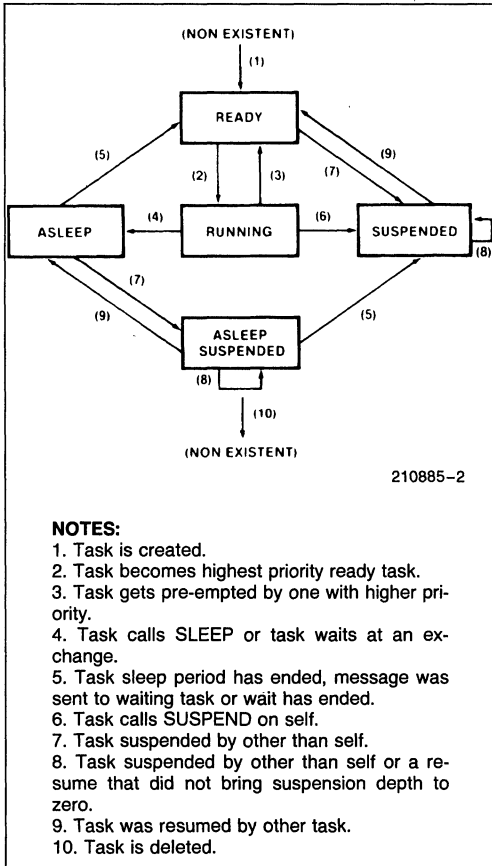 (NON EXISTENT)
(1)
READY
(5)
(9)
(2)
(3)
(7)
(4)
(6)
ASLEEP
RUNNING
SUSPENDED
(8)
(7)
(9)
(5)
ASLEEP
SUSPENDED
(8)
(10)
(NON EXISTENT)
210885–2
NOTES:
1. Task is created.
2. Task becomes highest priority ready task.
3. Task gets pre-empted by one with higher pri-
ority.
4. Task calls SLEEP or task waits at an ex-
change.
5. Task sleep period has ended, message was
sent to waiting task or wait has ended.
6. Task calls SUSPEND on self.
7. Task suspended by other than self.
8. Task suspended by other than self or a re-
sume that did not bring suspension depth to
zero.
9. Task was resumed by other task.
10. Task is deleted.